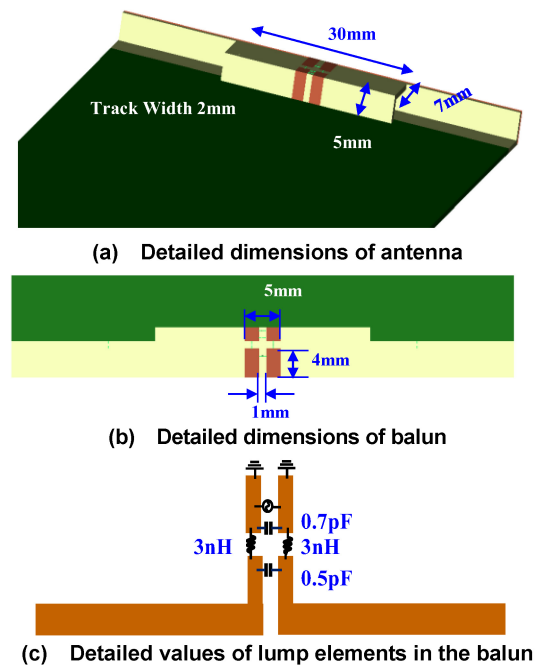 30mm
Track Width 2mm
7mm
5mm
(a) Detailed dimensions of antenna
5mm
4mm
1mm
(b) Detailed dimensions of balun
0.7pF
3nH
3nH
0.5pF
(c) Detailed values of lump elements in the balun